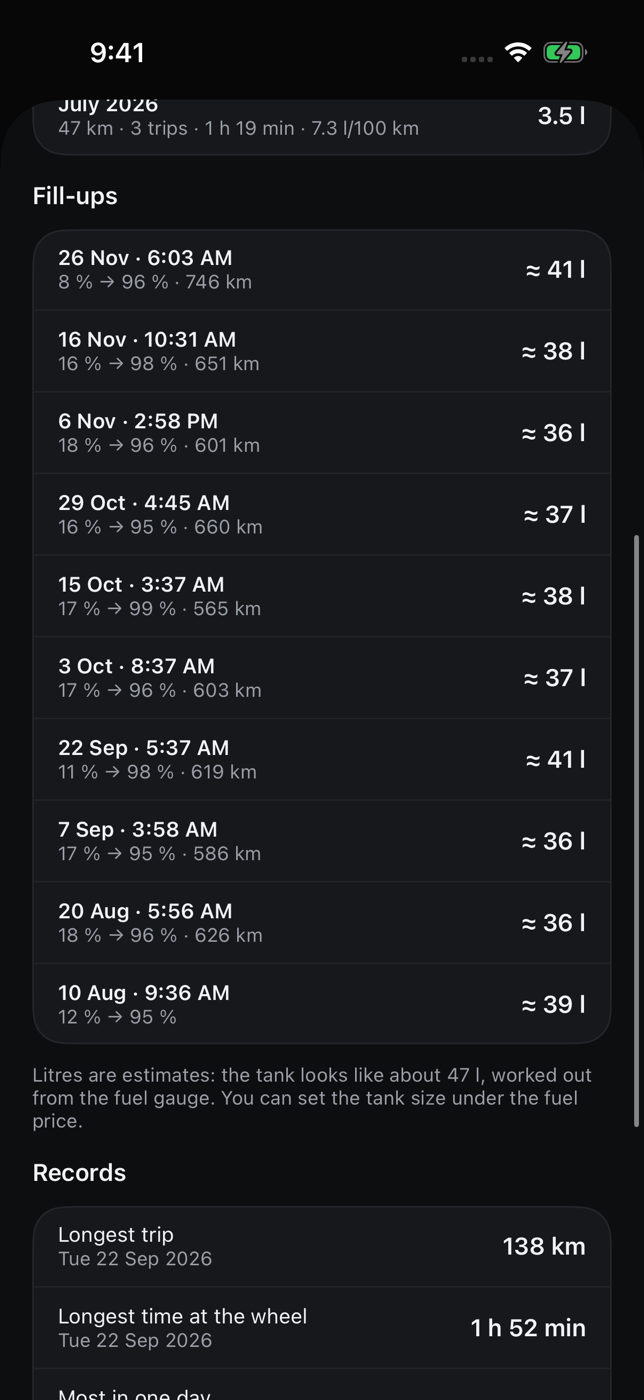 9:41
July 2026
47 km · 3 trips · 1 h 19 min · 7.3 l/100 km
3.5 l
Fill-ups
26 Nov · 6:03 AM
8 % → 96 % · 746 km
≈ 41 l
16 Nov · 10:31 AM
16 % → 98 % · 651 km
≈ 38 l
6 Nov · 2:58 PM
18 % → 96 % · 601 km
≈ 36 l
29 Oct · 4:45 AM
16 % → 95 % · 660 km
≈ 37 l
15 Oct · 3:37 AM
17 % → 99 % · 565 km
≈ 38 l
3 Oct · 8:37 AM
17 % → 96 % · 603 km
≈ 37 l
22 Sep · 5:37 AM
11 % → 98 % · 619 km
≈ 41 l
7 Sep · 3:58 AM
17 % → 95 % · 586 km
≈ 36 l
20 Aug · 5:56 AM
18 % → 96 % · 626 km
≈ 36 l
10 Aug · 9:36 AM
12 % → 95 %
≈ 39 l
Litres are estimates: the tank looks like about 47 l, worked out
from the fuel gauge. You can set the tank size under the fuel
price.
Records
Longest trip
Tue 22 Sep 2026
138 km
Longest time at the wheel
Tue 22 Sep 2026
1 h 52 min
Most in one day